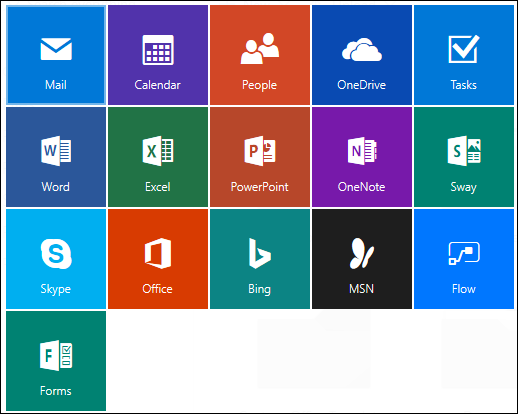 Mail Calendar People OneDrive Tasks
Word Excel PowerPoint OneNote Sway
Skype Office Bing MSN Flow
Forms